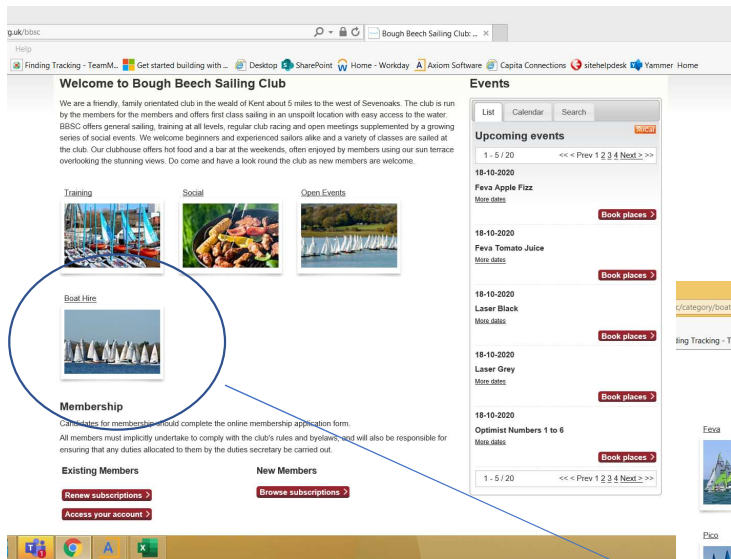 g.uk/bbsc
Bough Beech Sailing Club: ... ×
Help
Finding Tracking - TeamM... Get started building with ... Desktop SharePoint Home - Workday Axiom Software Capita Connections sitehelpdesk Yammer Home
Welcome to Bough Beech Sailing Club
We are a friendly, family orientated club in the weald of Kent about 5 miles to the west of Sevenoaks. The club is run
by the members for the members and offers first class sailing in an unspoilt location with easy access to the water.
BBSC offers general sailing, training at all levels, regular club racing and open meetings supplemented by a growing
series of social events. We welcome beginners and experienced sailors alike and a variety of classes are sailed at
the club. Our clubhouse offers hot food and a bar at the weekends, often enjoyed by members using our sun terrace
overlooking the stunning views. Do come and have a look round the club as new members are welcome.
Training Social Open Events
Boat Hire
Membership
Candidates for membership should complete the online membership application form.
All members must implicitly undertake to comply with the club's rules and byelaws, and will also be responsible for
ensuring that any duties allocated to them by the duties secretary be carried out.
Existing Members New Members
Renew subscriptions > Browse subscriptions >
Access your account >
Events
List Calendar Search
Upcoming events
1 - 5 / 20 << < Prev 1 2 3 4 Next > >>
18-10-2020
Feva Apple Fizz
More dates
Book places >
18-10-2020
Feva Tomato Juice
More dates
Book places >
18-10-2020
Laser Black
More dates
Book places >
18-10-2020
Laser Grey
More dates
Book places >
18-10-2020
Optimist Numbers 1 to 6
More dates
Book places >
1 - 5 / 20 << < Prev 1 2 3 4 Next > >>
c/category/boat
ding Tracking - T
Feva
Pico